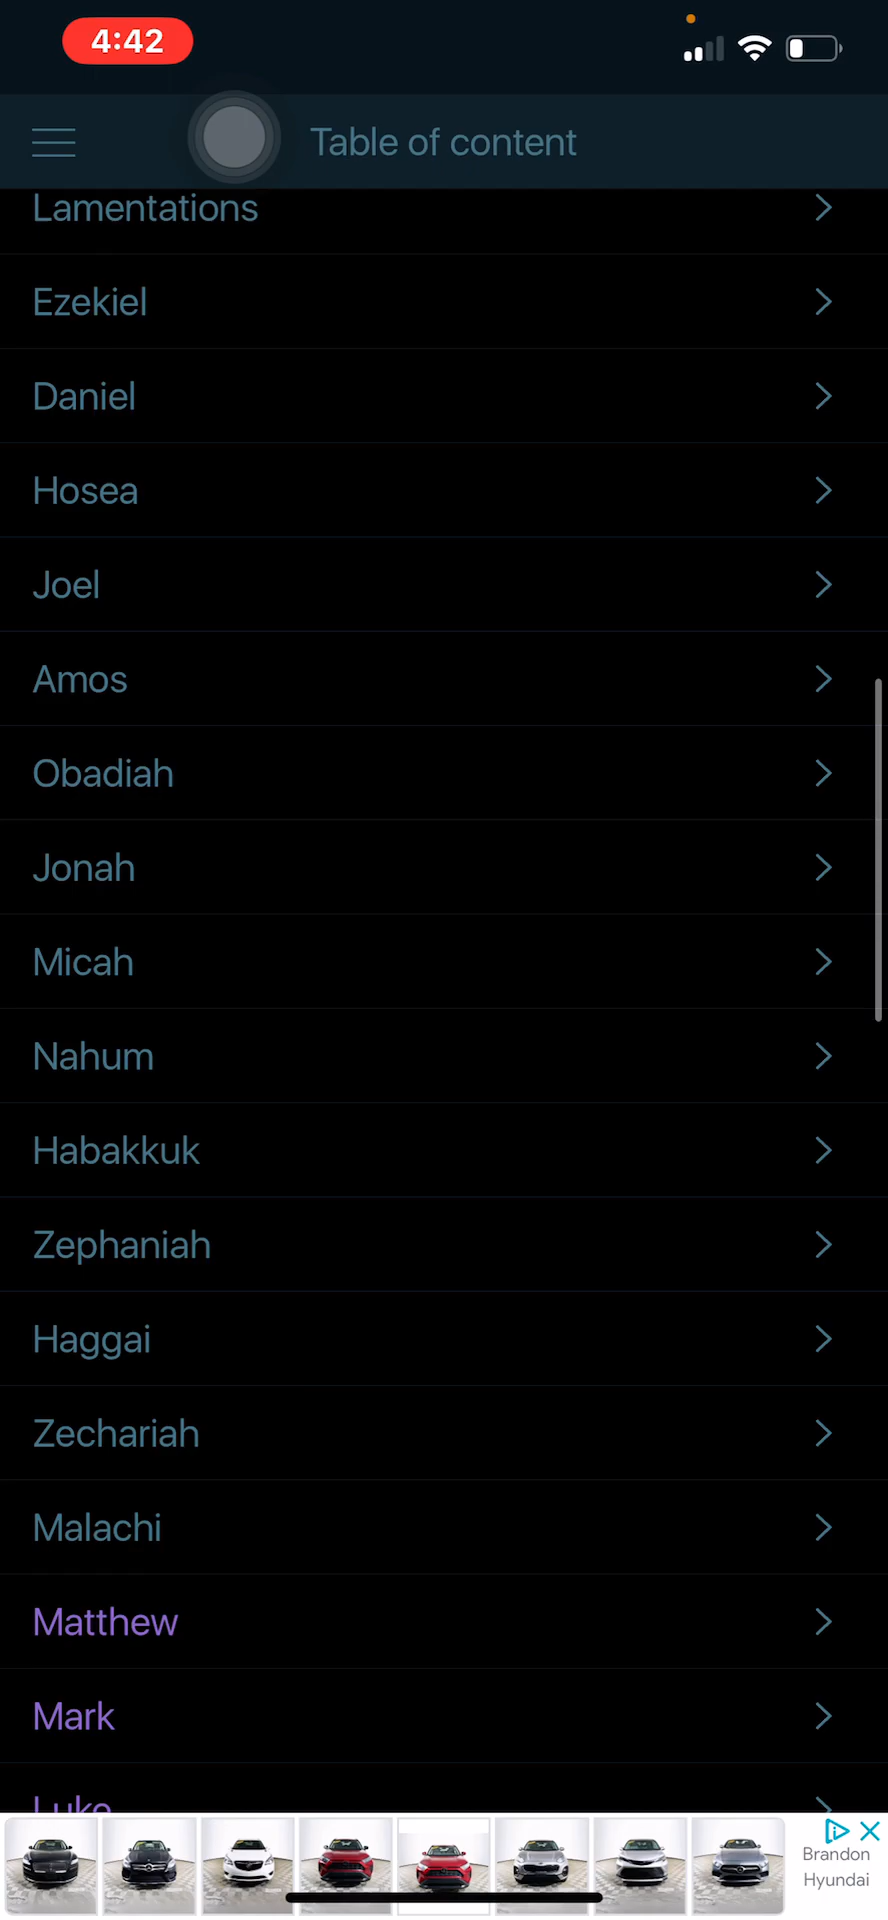 4:42
Table of content
Lamentations
Ezekiel
Daniel
Hosea
Joel
Amos
Obadiah
Jonah
Micah
Nahum
Habakkuk
Zephaniah
Haggai
Zechariah
Malachi
Matthew
Mark
Luke
Brandon
Hyundai